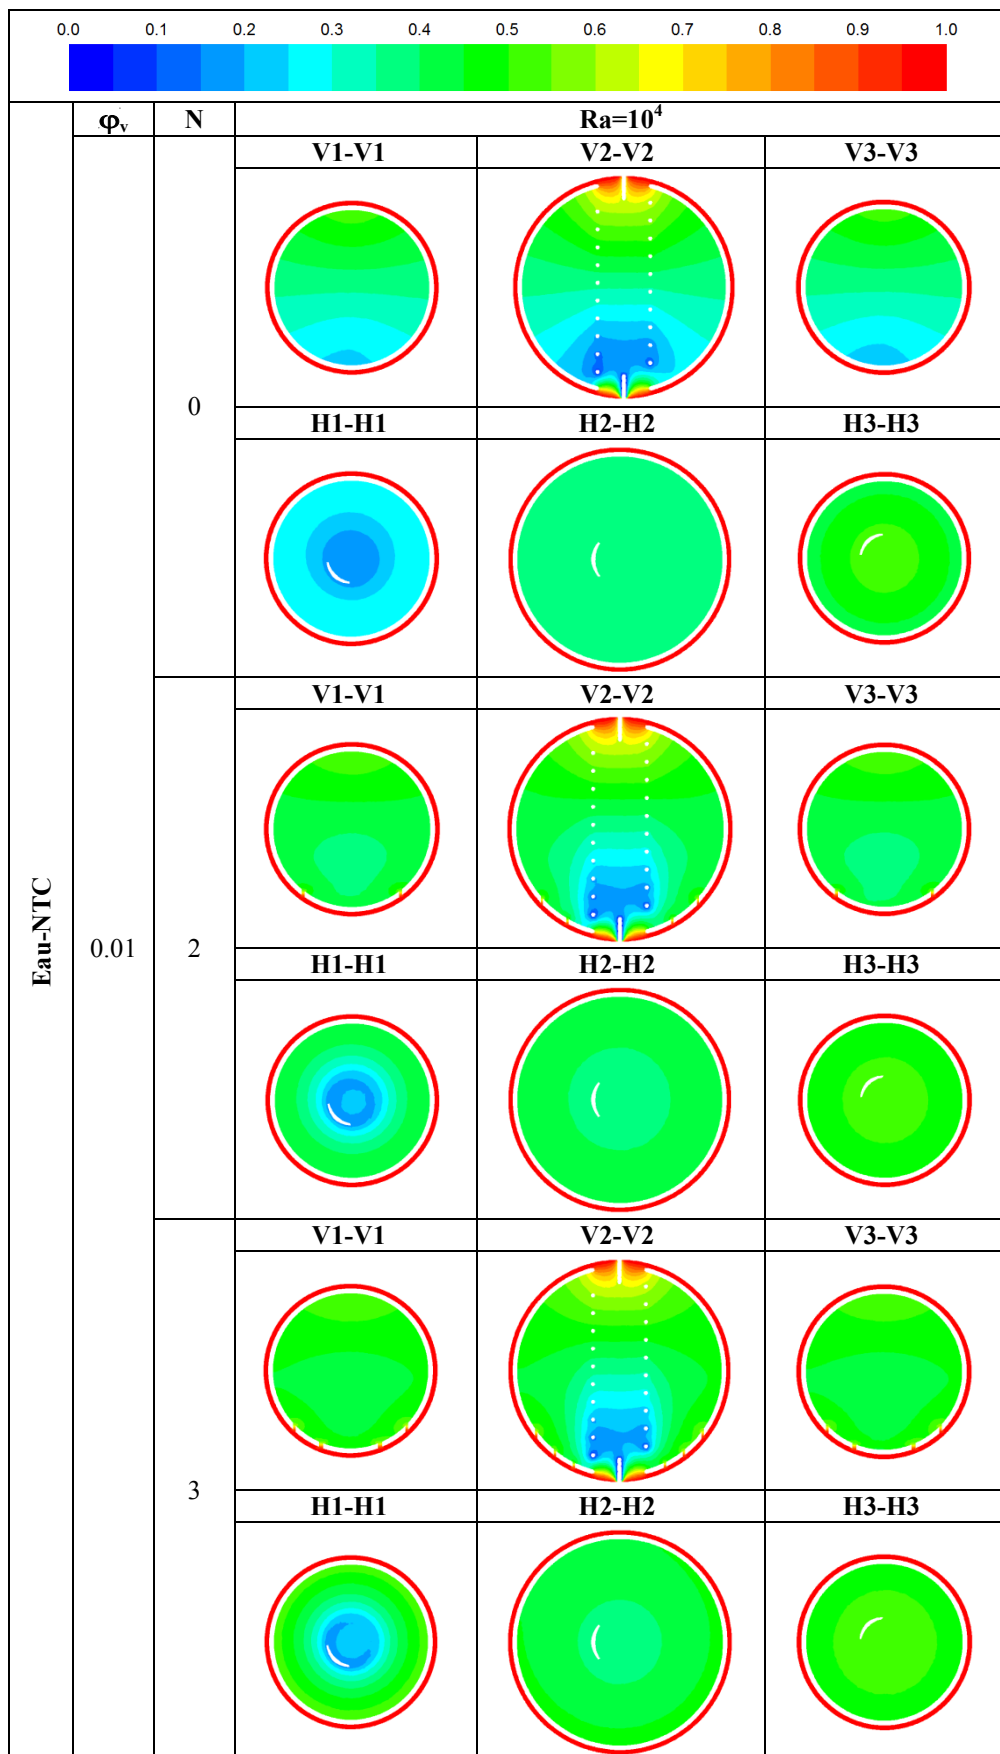 0.0 0.1 0.2 0.3 0.4 0.5 0.6 0.7 0.8 0.9 1.0
φv N Ra=10⁴
V1-V1 V2-V2 V3-V3
0
H1-H1 H2-H2 H3-H3
V1-V1 V2-V2 V3-V3
Eau-NTC 0.01 2
H1-H1 H2-H2 H3-H3
V1-V1 V2-V2 V3-V3
3
H1-H1 H2-H2 H3-H3